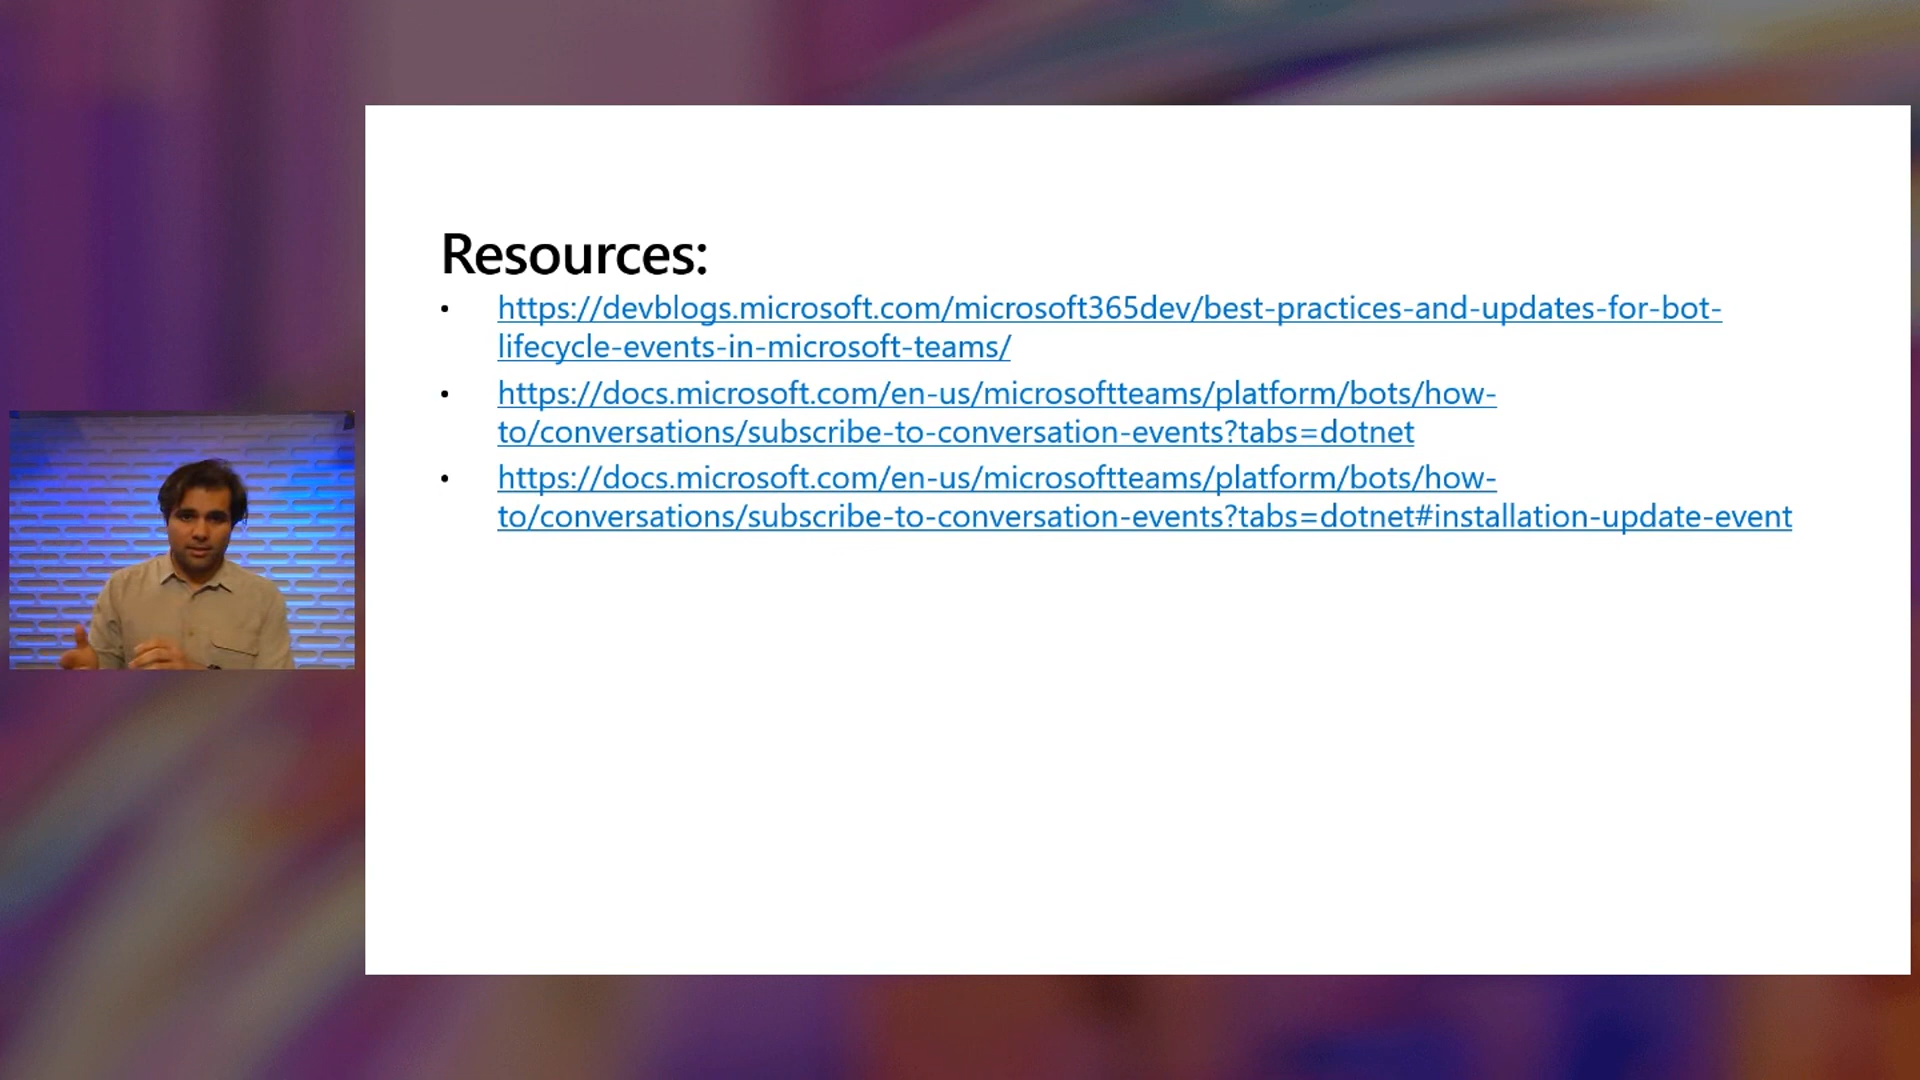 Resources:
• https://devblogs.microsoft.com/microsoft365dev/best-practices-and-updates-for-bot-
lifecycle-events-in-microsoft-teams/
• https://docs.microsoft.com/en-us/microsoftteams/platform/bots/how-
to/conversations/subscribe-to-conversation-events?tabs=dotnet
• https://docs.microsoft.com/en-us/microsoftteams/platform/bots/how-
to/conversations/subscribe-to-conversation-events?tabs=dotnet#installation-update-event